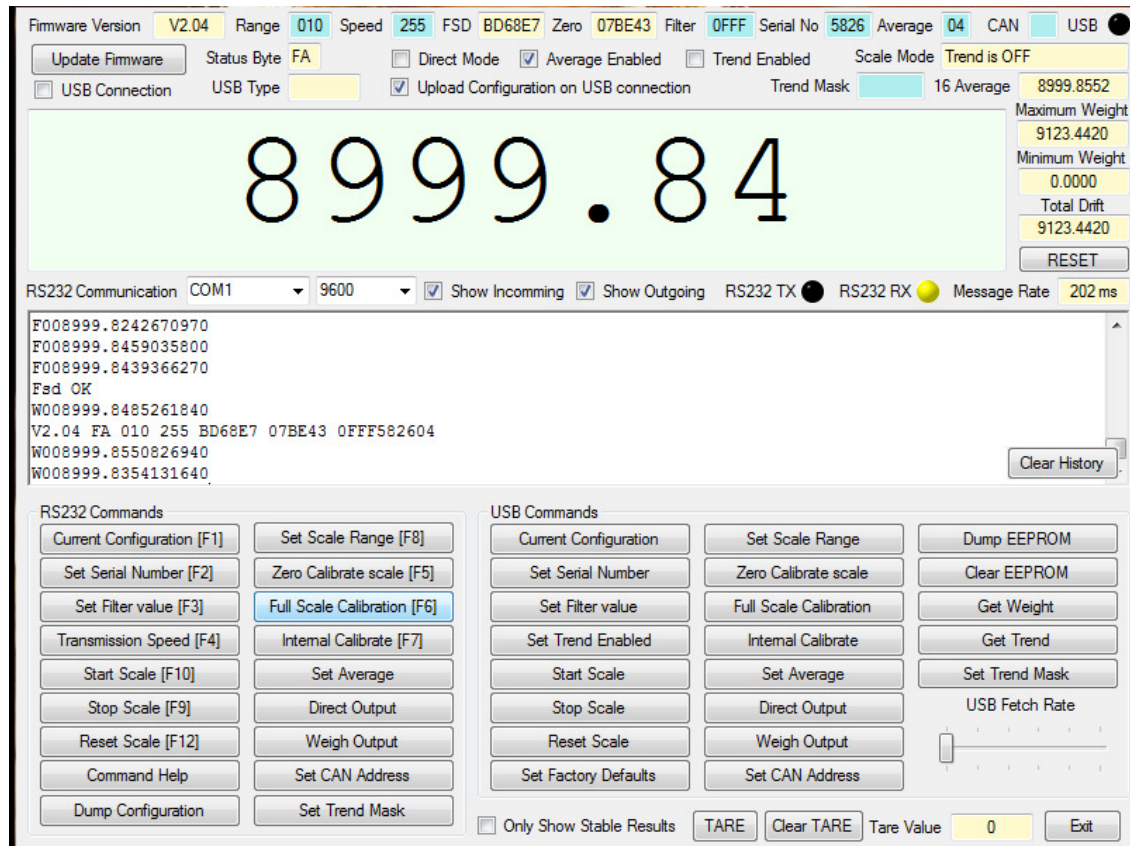 Firmware Version V2.04 Range 010 Speed 255 FSD BD68E7 Zero 07BE43 Filter 0FFF Serial No 5826 Average 04 CAN USB
Update Firmware Status Byte FA Direct Mode Average Enabled Trend Enabled Scale Mode Trend is OFF
USB Connection USB Type Upload Configuration on USB connection Trend Mask 16 Average 8999.8552
Maximum Weight
9123.4420
Minimum Weight
0.0000
Total Drift
9123.4420
RESET
8999.84
RS232 Communication COM1 9600 Show Incomming Show Outgoing RS232 TX RS232 RX Message Rate 202 ms
F008999.8242670970
F008999.8459035800
F008999.8439366270
Fsd OK
W008999.8485261840
V2.04 FA 010 255 BD68E7 07BE43 0FFF582604
W008999.8550826940
W008999.8354131640
Clear History
RS232 Commands
Current Configuration [F1] Set Scale Range [F8]
Set Serial Number [F2] Zero Calibrate scale [F5]
Set Filter value [F3] Full Scale Calibration [F6]
Transmission Speed [F4] Internal Calibrate [F7]
Start Scale [F10] Set Average
Stop Scale [F9] Direct Output
Reset Scale [F12] Weigh Output
Command Help Set CAN Address
Dump Configuration Set Trend Mask
USB Commands
Current Configuration Set Scale Range Dump EEPROM
Set Serial Number Zero Calibrate scale Clear EEPROM
Set Filter value Full Scale Calibration Get Weight
Set Trend Enabled Internal Calibrate Get Trend
Start Scale Set Average Set Trend Mask
Stop Scale Direct Output USB Fetch Rate
Reset Scale Weigh Output
Set Factory Defaults Set CAN Address
Only Show Stable Results TARE Clear TARE Tare Value 0 Exit